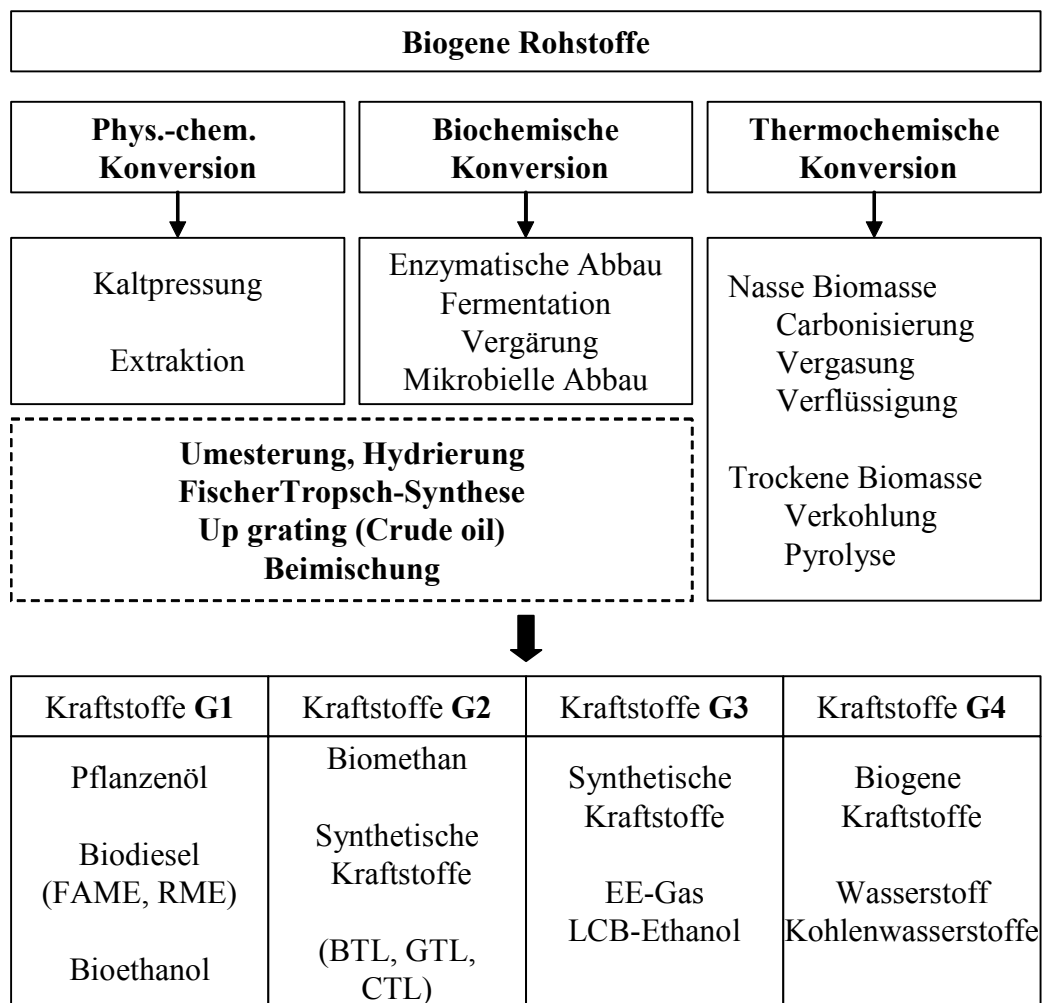 Biogene Rohstoffe
Phys.-chem.
Konversion
Biochemische
Konversion
Thermochemische
Konversion
Kaltpressung
Extraktion
Enzymatische Abbau
Fermentation
Vergärung
Mikrobielle Abbau
Nasse Biomasse
Carbonisierung
Vergasung
Verflüssigung
Trockene Biomasse
Verkohlung
Pyrolyse
Umesterung, Hydrierung
FischerTropsch-Synthese
Up grating (Crude oil)
Beimischung
Kraftstoffe G1
Kraftstoffe G2
Kraftstoffe G3
Kraftstoffe G4
Pflanzenöl
Biodiesel
(FAME, RME)
Bioethanol
Biomethan
Synthetische
Kraftstoffe
(BTL, GTL,
CTL)
Synthetische
Kraftstoffe
EE-Gas
LCB-Ethanol
Biogene
Kraftstoffe
Wasserstoff
Kohlenwasserstoffe